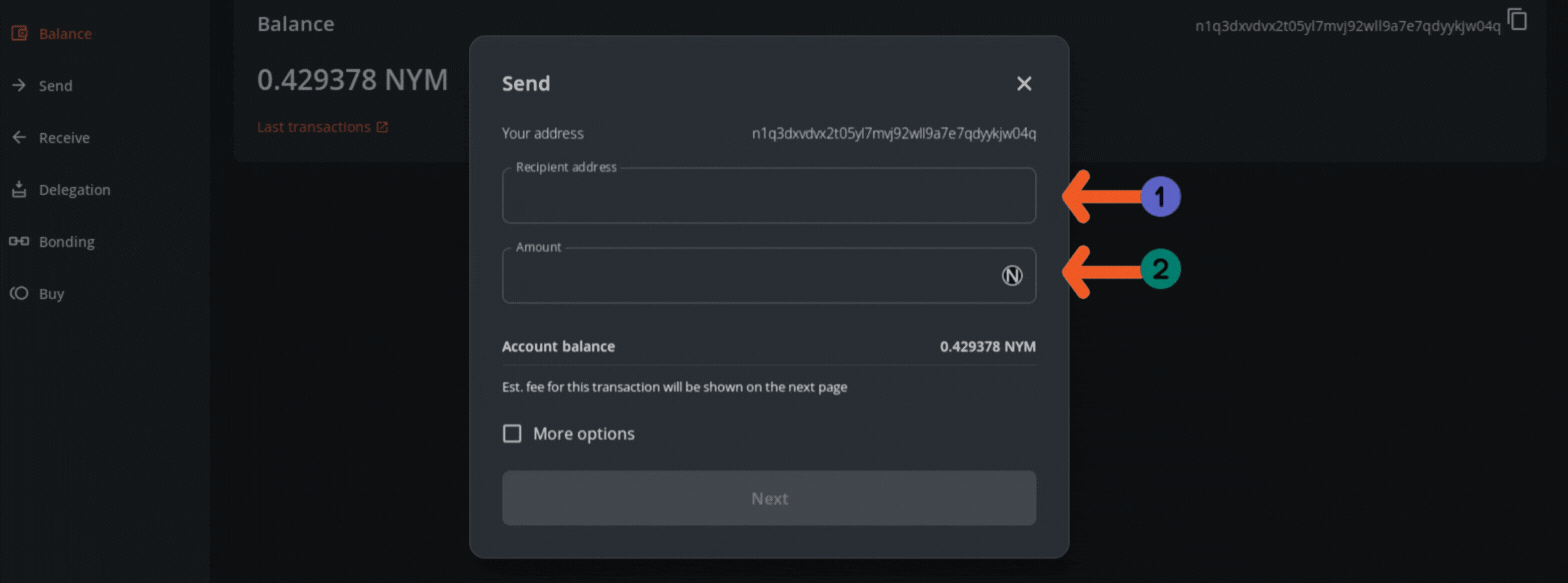 Balance
Send
Receive
Delegation
Bonding
Buy
Balance
n1q3dxvdvx2t05yl7mvj92wll9a7e7qdyykjw04q
0.429378 NYM
Last transactions
Send
Your address n1q3dxvdvx2t05yl7mvj92wll9a7e7qdyykjw04q
Recipient address
1
Amount
N
2
Account balance 0.429378 NYM
Est. fee for this transaction will be shown on the next page
More options
Next